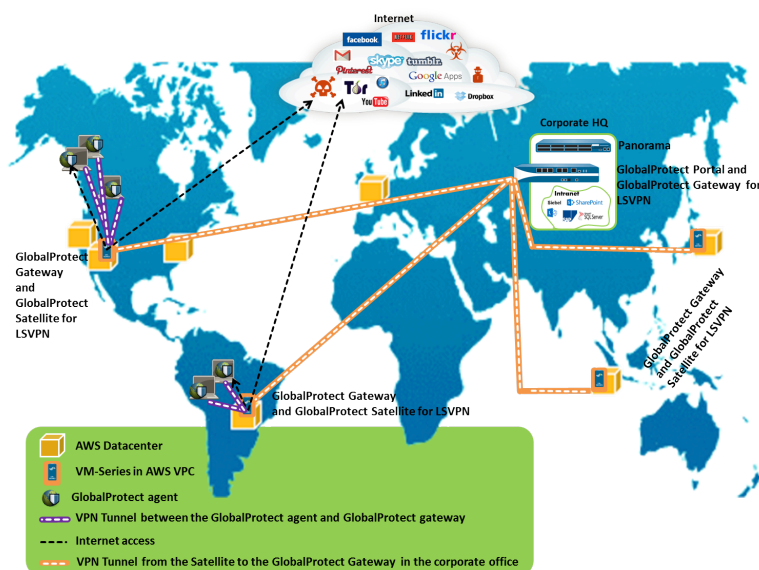 Internet
facebook
NETFLIX
flickr
skype
tumblr.
Pinterest
Google Apps
Tor
YouTube
LinkedIn
Dropbox
Corporate HQ
Panorama
GlobalProtect Portal and
GlobalProtect Gateway for
LSVPN
Intranet
Siebel
SharePoint
SQL Server
GlobalProtect
Gateway
and
GlobalProtect
Satellite for
LSVPN
GlobalProtect Gateway
and GlobalProtect
Satellite for LSVPN
GlobalProtect Gateway
and GlobalProtect Satellite for LSVPN
AWS Datacenter
VM-Series in AWS VPC
GlobalProtect agent
VPN Tunnel between the GlobalProtect agent and GlobalProtect gateway
Internet access
VPN Tunnel from the Satellite to the GlobalProtect Gateway in the corporate office